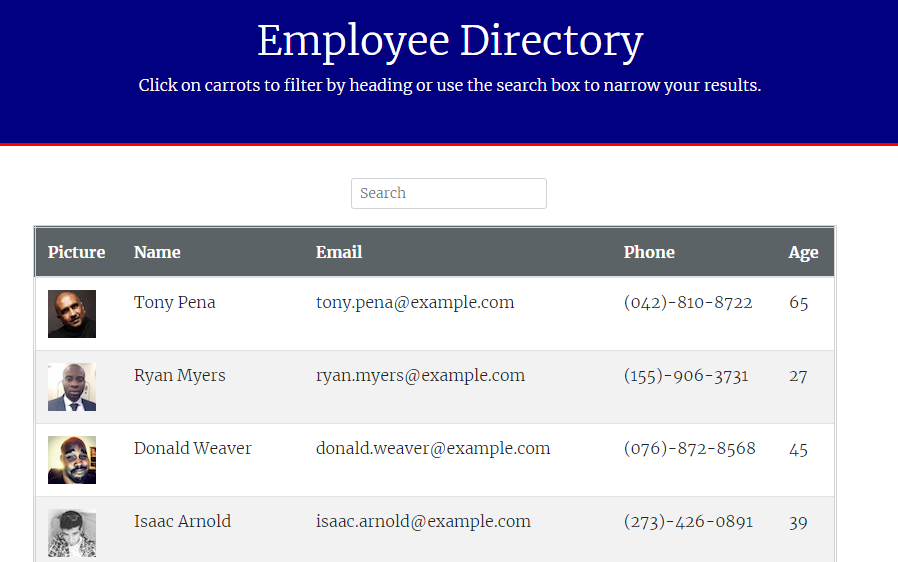 Employee Directory
Click on carrots to filter by heading or use the search box to narrow your results.
Search
Picture Name Email Phone Age
Tony Pena tony.pena@example.com (042)-810-8722 65
Ryan Myers ryan.myers@example.com (155)-906-3731 27
Donald Weaver donald.weaver@example.com (076)-872-8568 45
Isaac Arnold isaac.arnold@example.com (273)-426-0891 39